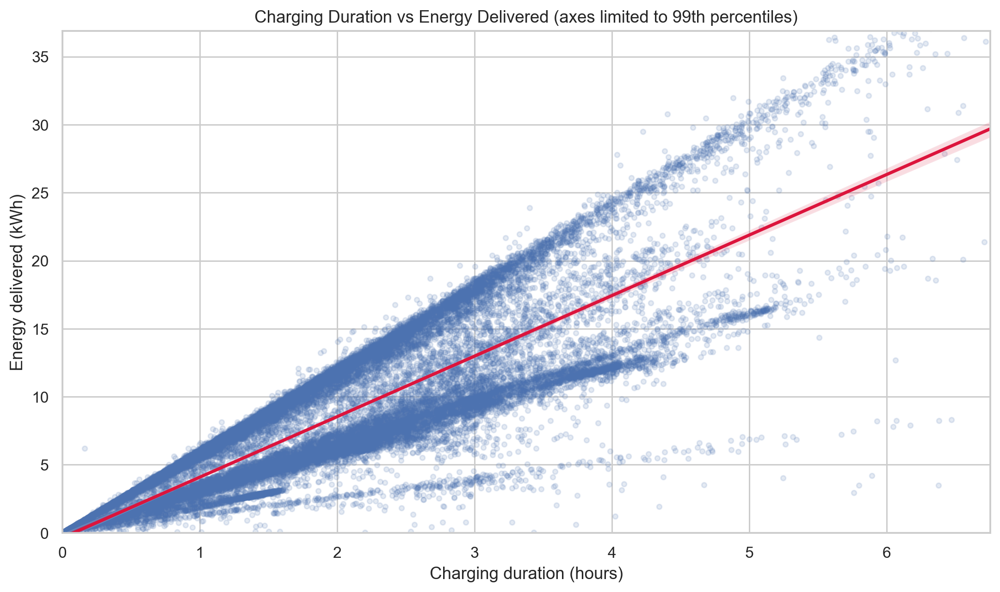 Charging Duration vs Energy Delivered (axes limited to 99th percentiles)
Energy delivered (kWh)
35
30
25
20
15
10
5
0
0 1 2 3 4 5 6
Charging duration (hours)